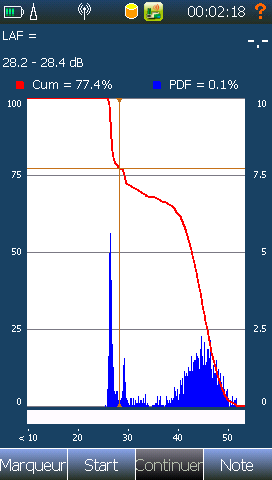 00:02:18 ?
LAF =
-.-
28.2 - 28.4 dB
Cum = 77.4% PDF = 0.1%
100 10
75 7.5
50 5
25 2.5
0 0
< 10 20 30 40 50
Marqueur Start Continuer Note